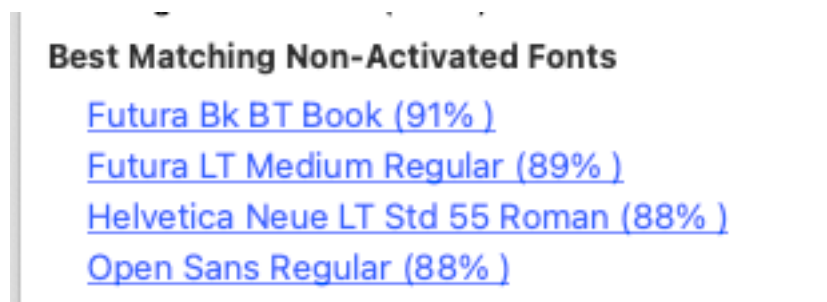 Best Matching Non-Activated Fonts
Futura Bk BT Book (91% )
Futura LT Medium Regular (89% )
Helvetica Neue LT Std 55 Roman (88% )
Open Sans Regular (88% )